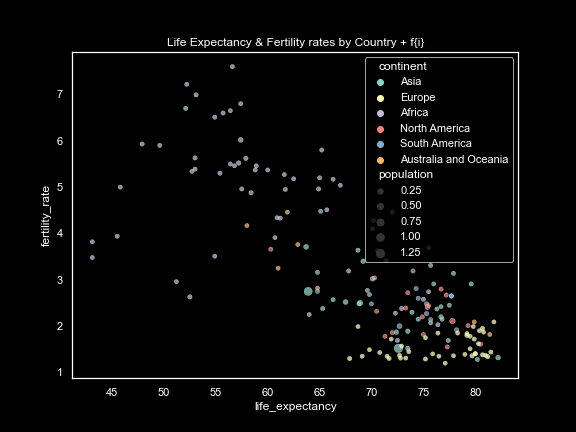 Life Expectancy & Fertility rates by Country + f{i}
continent
Asia
Europe
Africa
North America
South America
Australia and Oceania
population
0.25
0.50
0.75
1.00
1.25
fertility_rate
7
6
5
4
3
2
1
45 50 55 60 65 70 75 80
life_expectancy